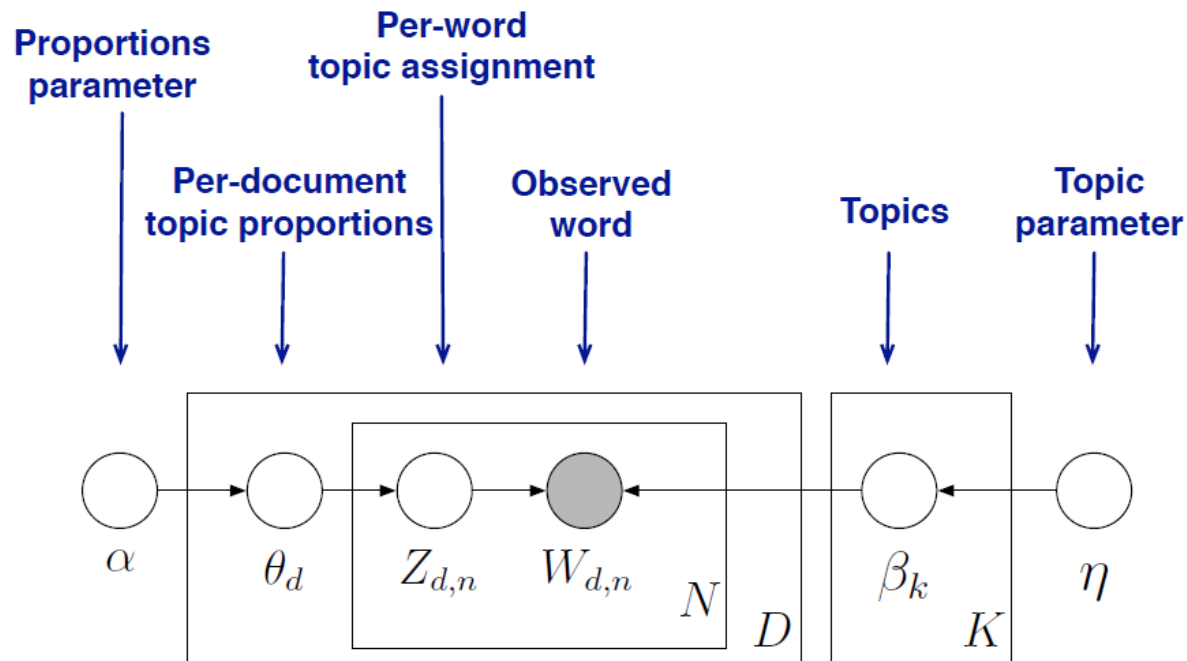 Proportions
parameter
Per-word
topic assignment
Per-document
topic proportions
Observed
word
Topics
Topic
parameter
α
θ_d
Z_{d,n}
W_{d,n}
N
D
β_k
K
η